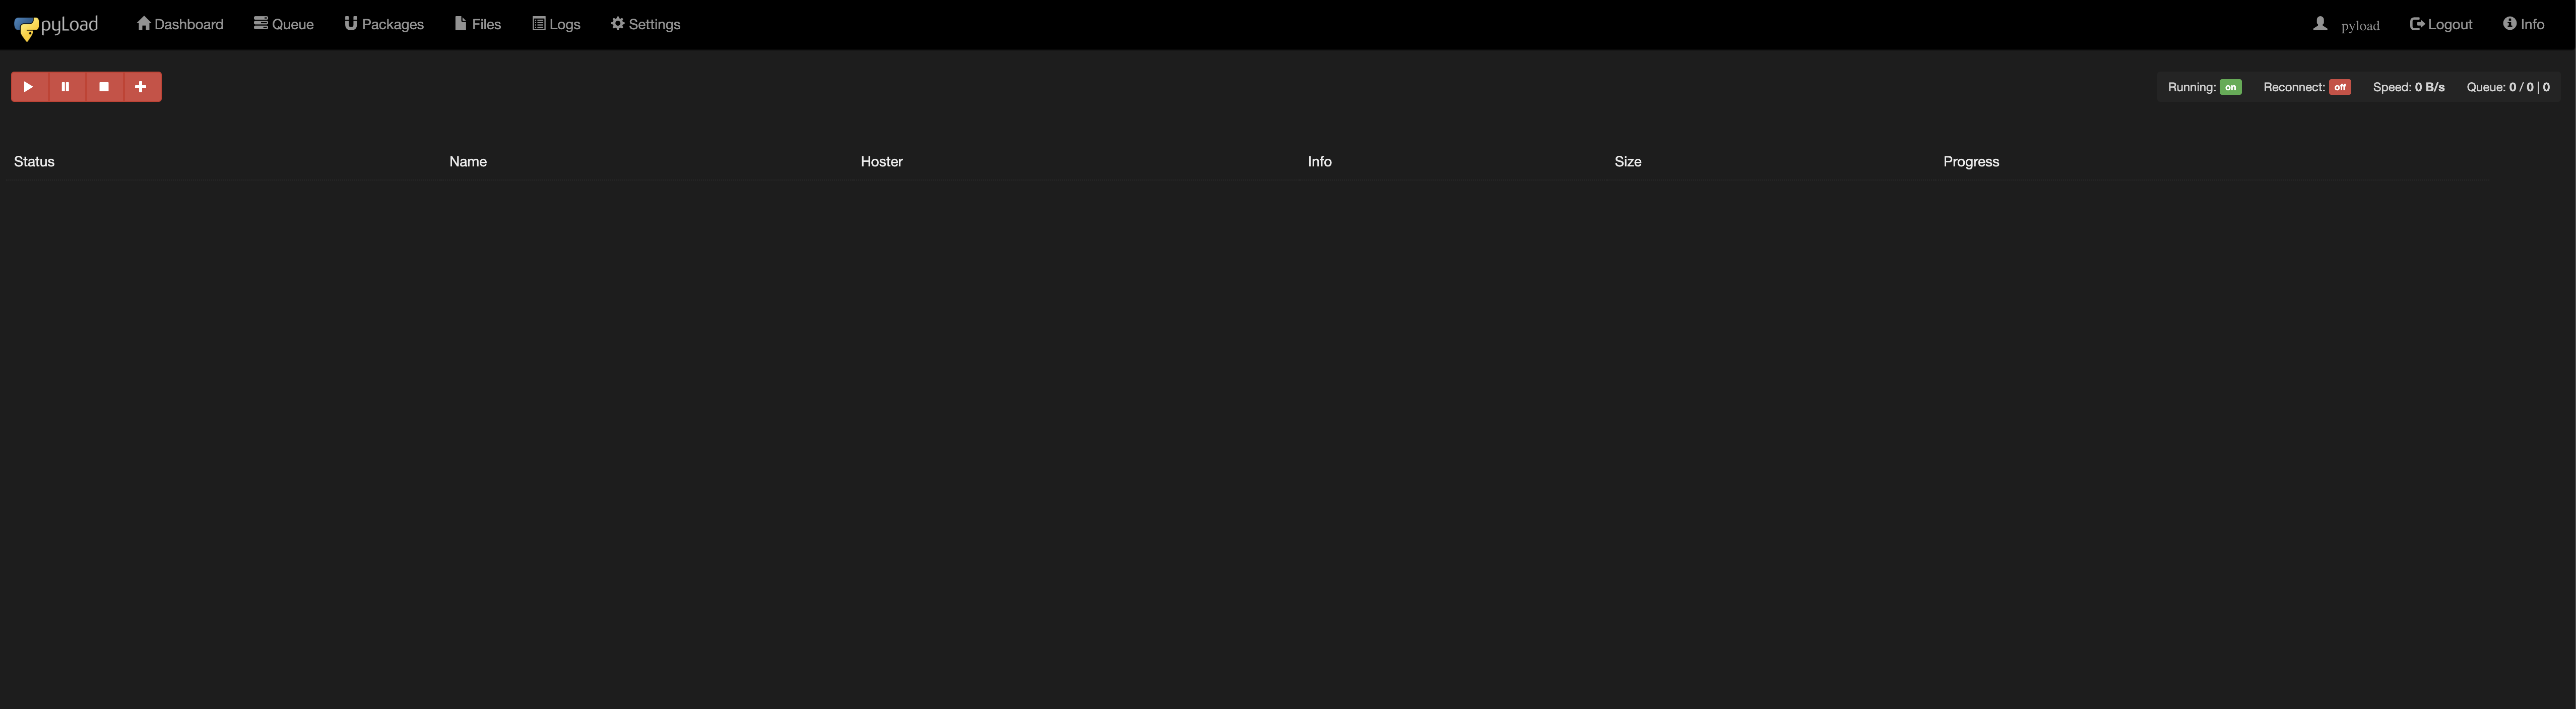 pyLoad Dashboard Queue Packages Files Logs Settings pyload Logout Info
Running: on Reconnect: off Speed: 0 B/s Queue: 0 / 0 | 0
Status Name Hoster Info Size Progress